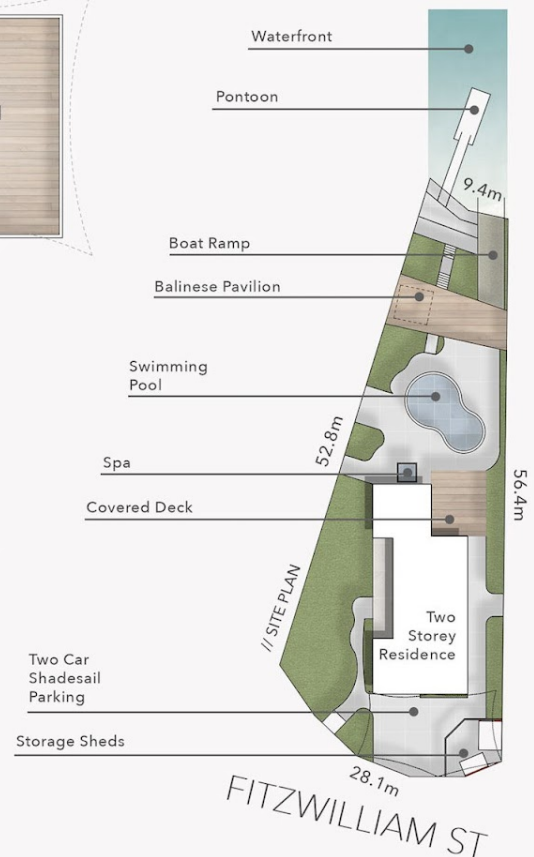 Waterfront
Pontoon
9.4m
Boat Ramp
Balinese Pavilion
Swimming
Pool
52.8m
Spa
56.4m
Covered Deck
// SITE PLAN
Two
Storey
Residence
Two Car
Shadesail
Parking
Storage Sheds
28.1m
FITZWILLIAM ST